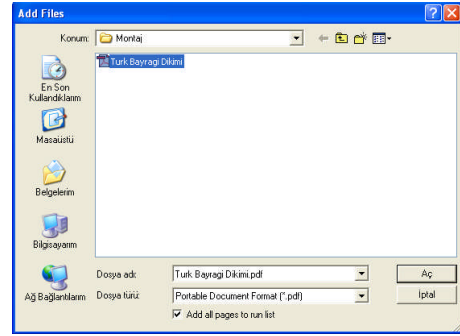 Add Files
Konum:
Montaj
Turk Bayragi Dikimi
En Son
Kullandıklarım
Masaüstü
Belgelerim
Bilgisayarım
Ağ Bağlantılarım
Dosya adı:
Turk Bayragi Dikimi.pdf
Aç
Dosya türü:
Portable Document Format (*.pdf)
İptal
Add all pages to run list